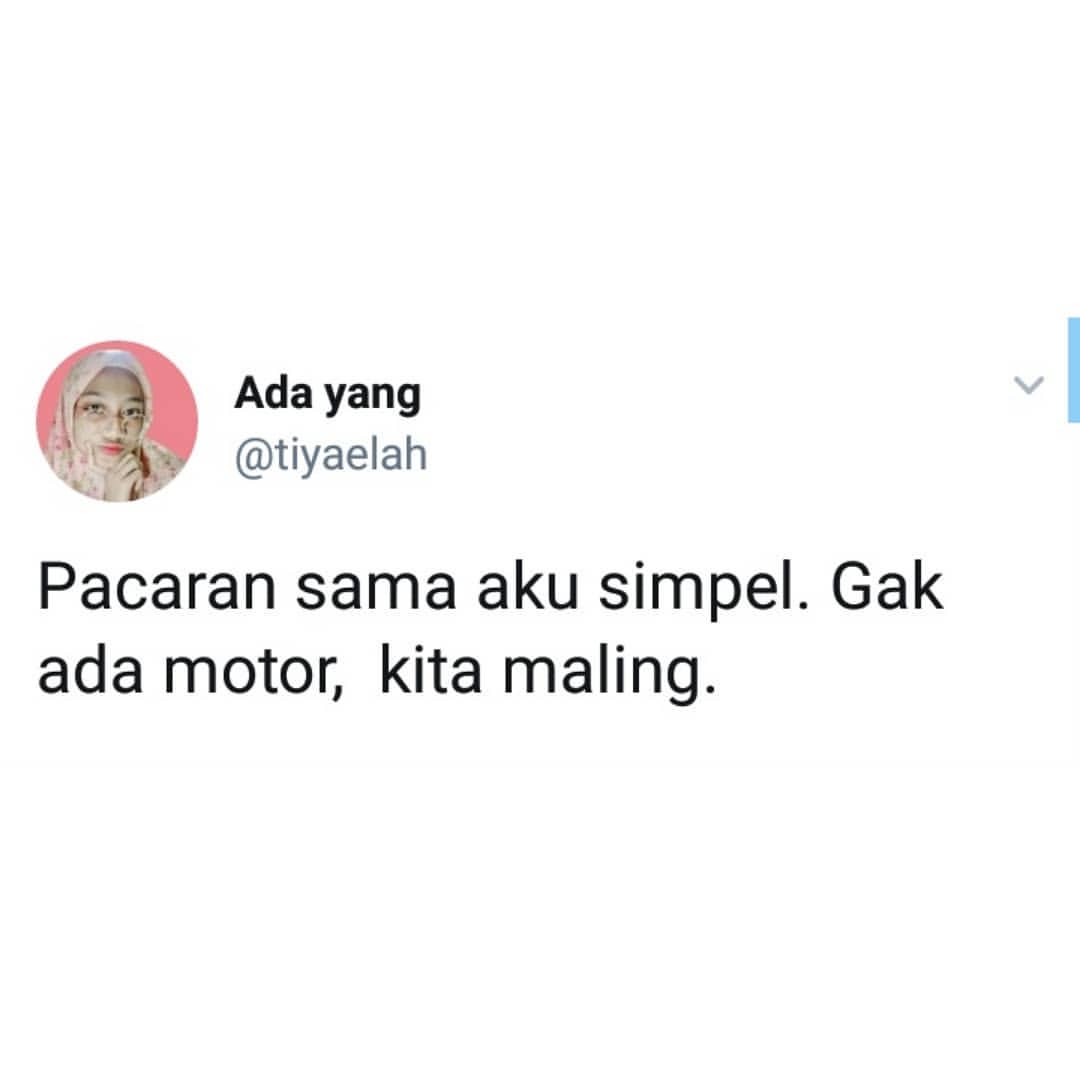 Ada yang
@tiyaelah
Pacaran sama aku simpel. Gak
ada motor,  kita maling.